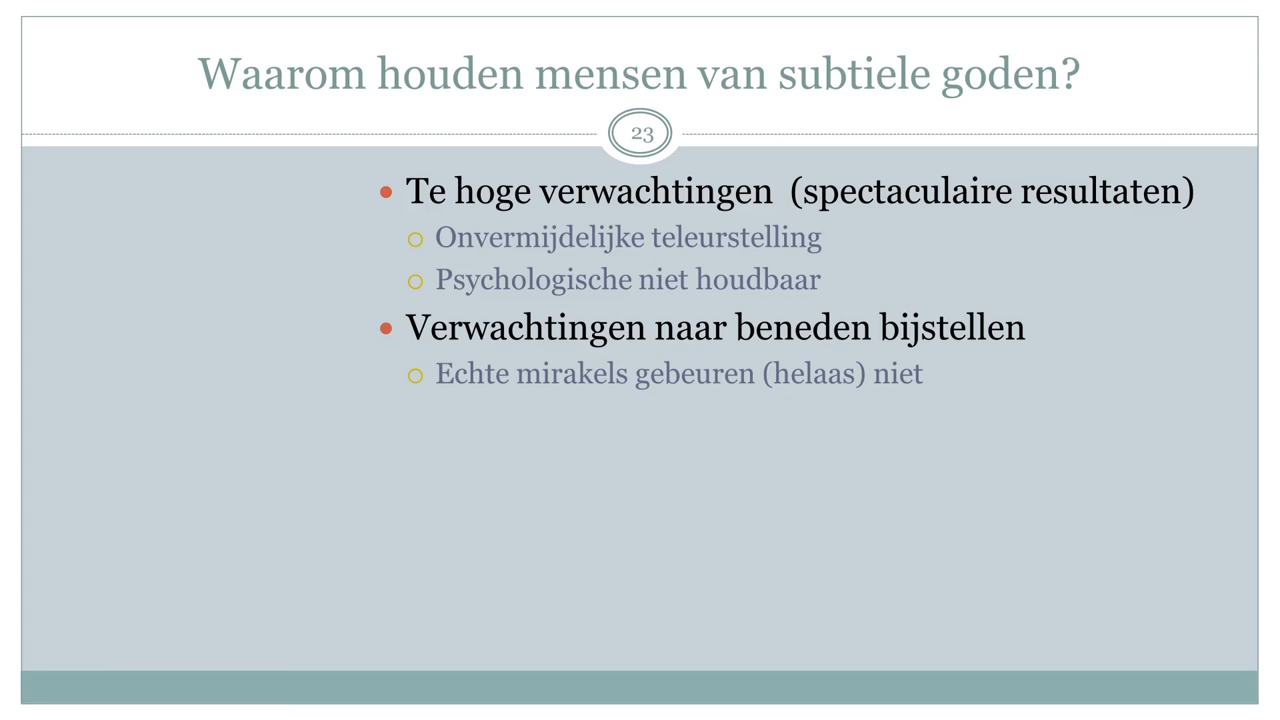 Waarom houden mensen van subtiele goden?
23
Te hoge verwachtingen (spectaculaire resultaten)
Onvermijdelijke teleurstelling
Psychologische niet houdbaar
Verwachtingen naar beneden bijstellen
Echte mirakels gebeuren (helaas) niet